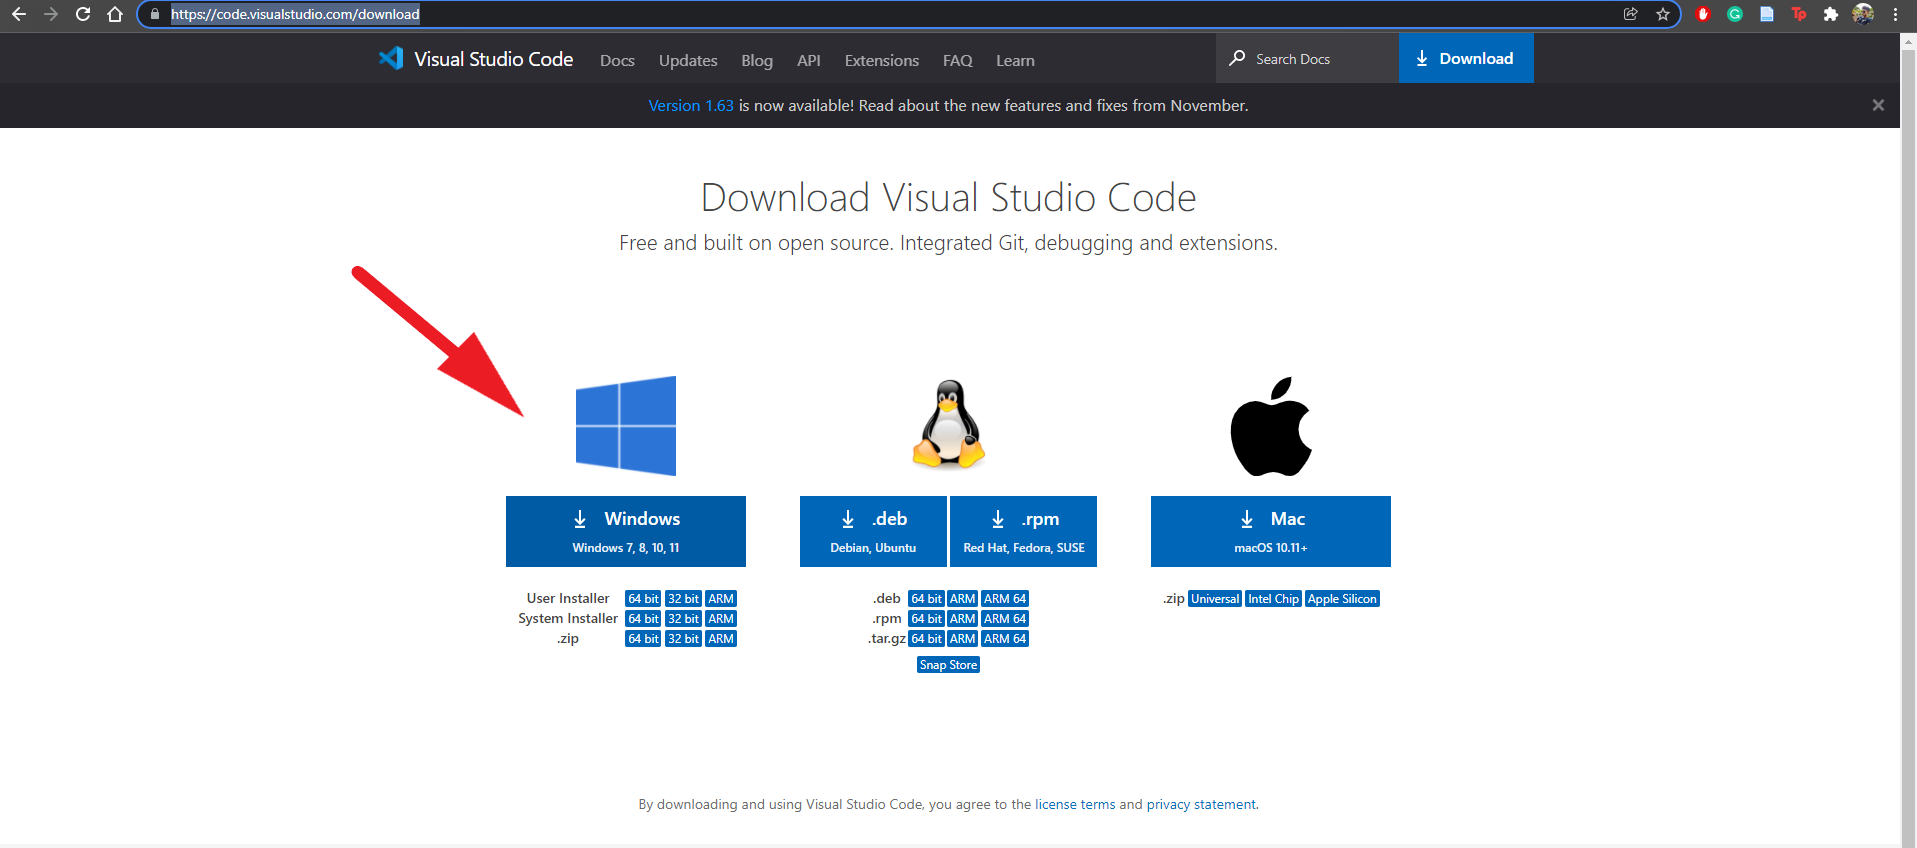 https://code.visualstudio.com/download
Visual Studio Code Docs Updates Blog API Extensions FAQ Learn Search Docs Download
Version 1.63 is now available! Read about the new features and fixes from November.
Download Visual Studio Code
Free and built on open source. Integrated Git, debugging and extensions.
Windows
Windows 7, 8, 10, 11
User Installer 64 bit 32 bit ARM
System Installer 64 bit 32 bit ARM
.zip 64 bit 32 bit ARM
.deb
Debian, Ubuntu
.rpm
Red Hat, Fedora, SUSE
.deb 64 bit ARM ARM 64
.rpm 64 bit ARM ARM 64
.tar.gz 64 bit ARM ARM 64
Snap Store
Mac
macOS 10.11+
.zip Universal Intel Chip Apple Silicon
By downloading and using Visual Studio Code, you agree to the license terms and privacy statement.